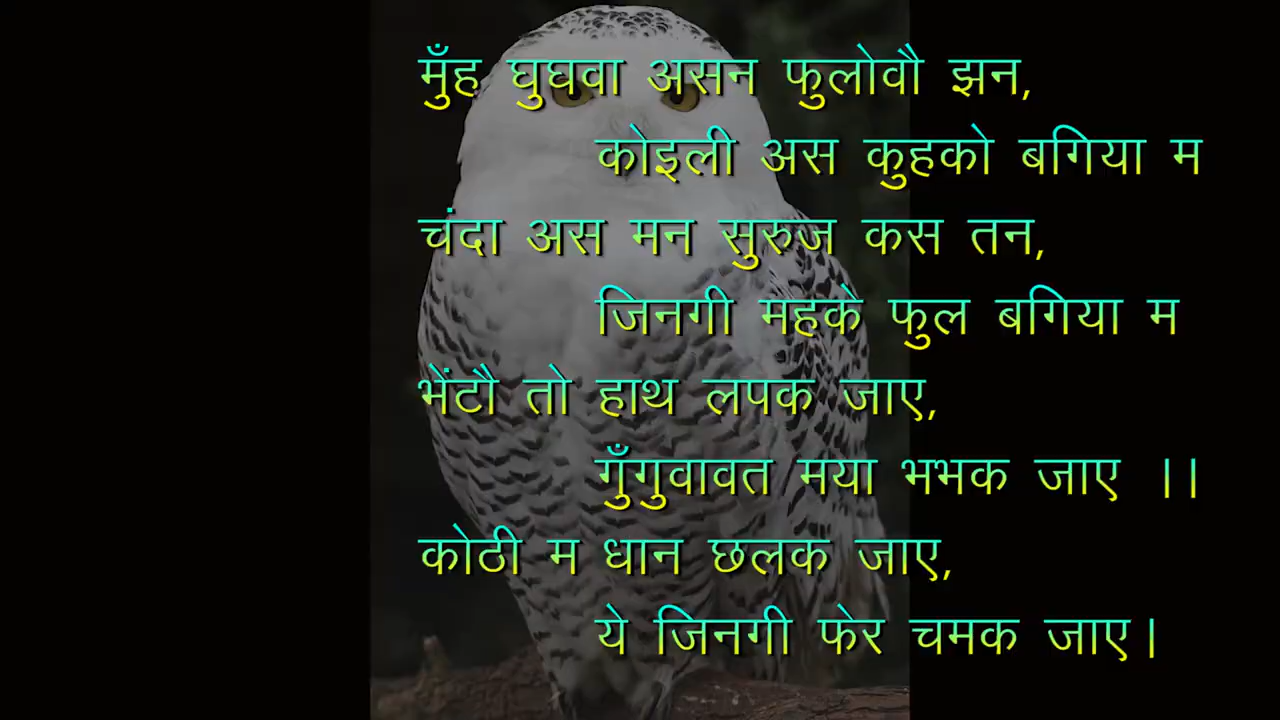 मुँह घुघवा असन फुलोवौ झन,
कोइली अस कुहको बगिया म
चंदा अस मन सुरुज कस तन,
जिनगी महके फुल बगिया म
भेंटौ तो हाथ लपक जाए,
गुँगुवावत मया भभक जाए ।।
कोठी म धान छलक जाए,
ये जिनगी फेर चमक जाए।